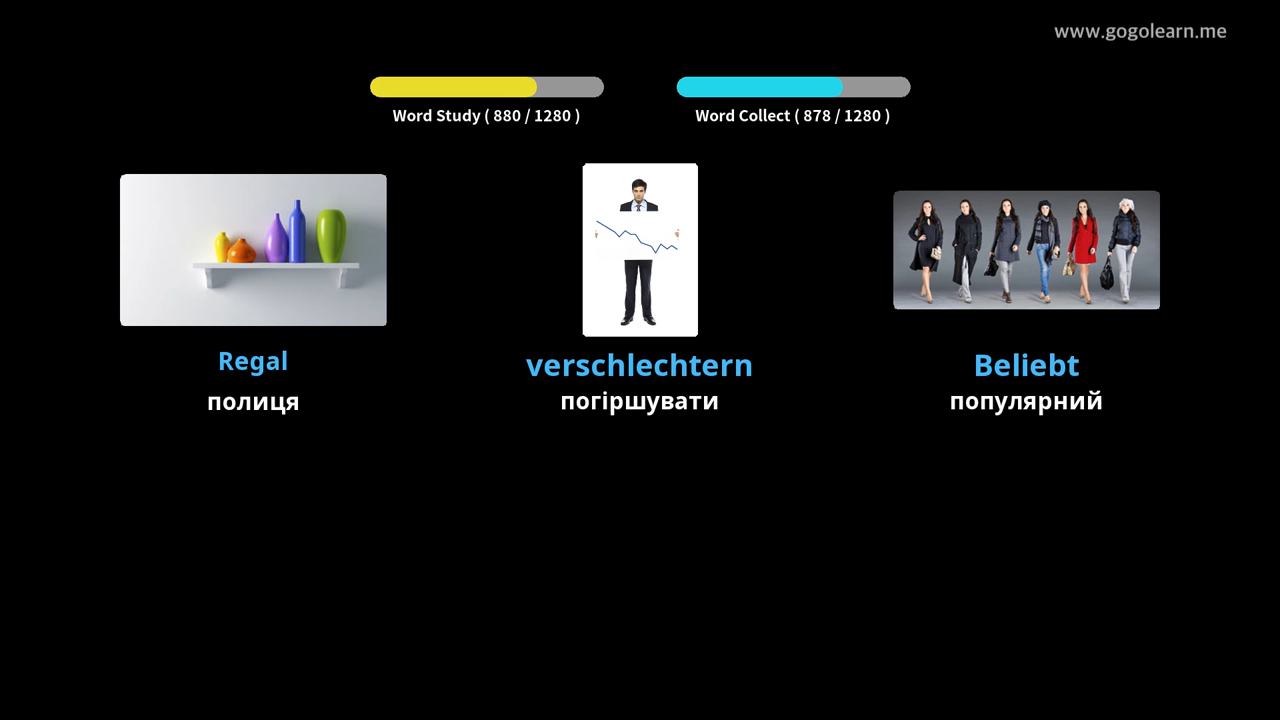 www.gogolearn.me
Word Study ( 880 / 1280 )
Word Collect ( 878 / 1280 )
Regal
полиця
verschlechtern
погіршувати
Beliebt
популярний